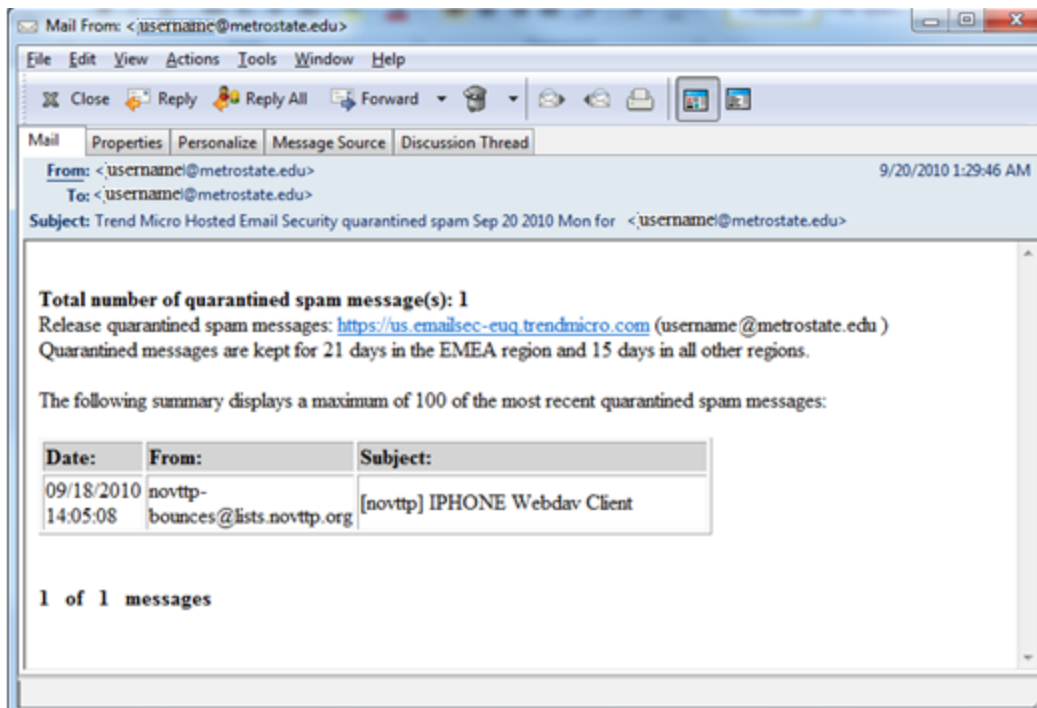 Mail From: <username@metrostate.edu>
File Edit View Actions Tools Window Help
Close Reply Reply All Forward
Mail Properties Personalize Message Source Discussion Thread
From: <username@metrostate.edu> 9/20/2010 1:29:46 AM
To: <username@metrostate.edu>
Subject: Trend Micro Hosted Email Security quarantined spam Sep 20 2010 Mon for <username@metrostate.edu>
Total number of quarantined spam message(s): 1
Release quarantined spam messages: https://us.emailsec-euq.trendmicro.com (username@metrostate.edu )
Quarantined messages are kept for 21 days in the EMEA region and 15 days in all other regions.
The following summary displays a maximum of 100 of the most recent quarantined spam messages:
Date: From: Subject:
09/18/2010 novttp-
14:05:08 bounces@lists.novttp.org [novttp] IPHONE Webdav Client
1 of 1 messages